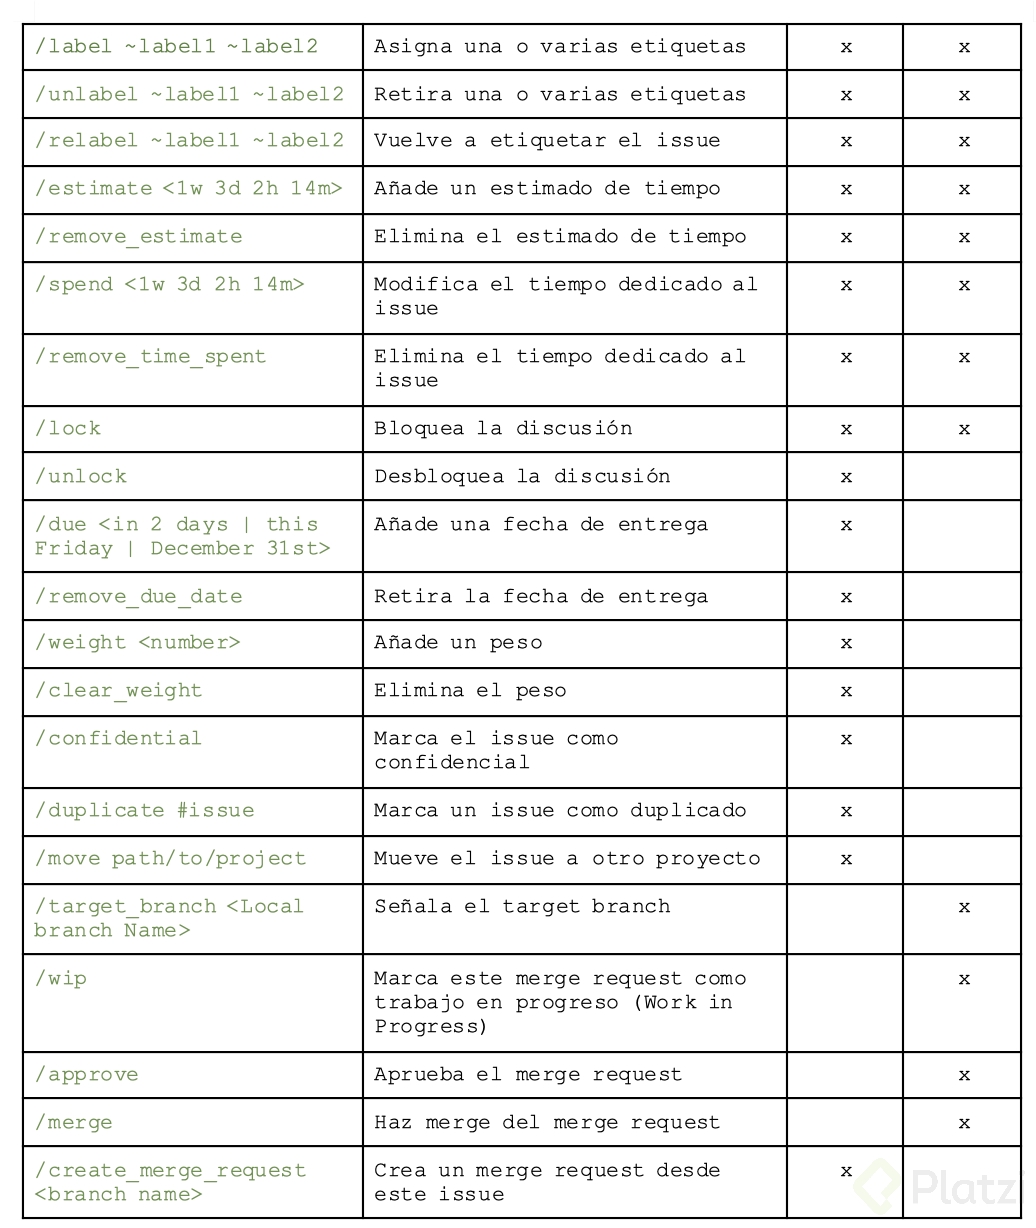 /label ~label1 ~label2 Asigna una o varias etiquetas x x
/unlabel ~label1 ~label2 Retira una o varias etiquetas x x
/relabel ~label1 ~label2 Vuelve a etiquetar el issue x x
/estimate <1w 3d 2h 14m> Añade un estimado de tiempo x x
/remove_estimate Elimina el estimado de tiempo x x
/spend <1w 3d 2h 14m> Modifica el tiempo dedicado al x x
issue
/remove_time_spent Elimina el tiempo dedicado al x x
issue
/lock Bloquea la discusión x x
/unlock Desbloquea la discusión x
/due <in 2 days | this Añade una fecha de entrega x
Friday | December 31st>
/remove_due_date Retira la fecha de entrega x
/weight <number> Añade un peso x
/clear_weight Elimina el peso x
/confidential Marca el issue como x
confidencial
/duplicate #issue Marca un issue como duplicado x
/move path/to/project Mueve el issue a otro proyecto x
/target_branch <Local Señala el target branch x
branch Name>
/wip Marca este merge request como x
trabajo en progreso (Work in
Progress)
/approve Aprueba el merge request x
/merge Haz merge del merge request x
/create_merge_request Crea un merge request desde x
<branch name> este issue
Platzi